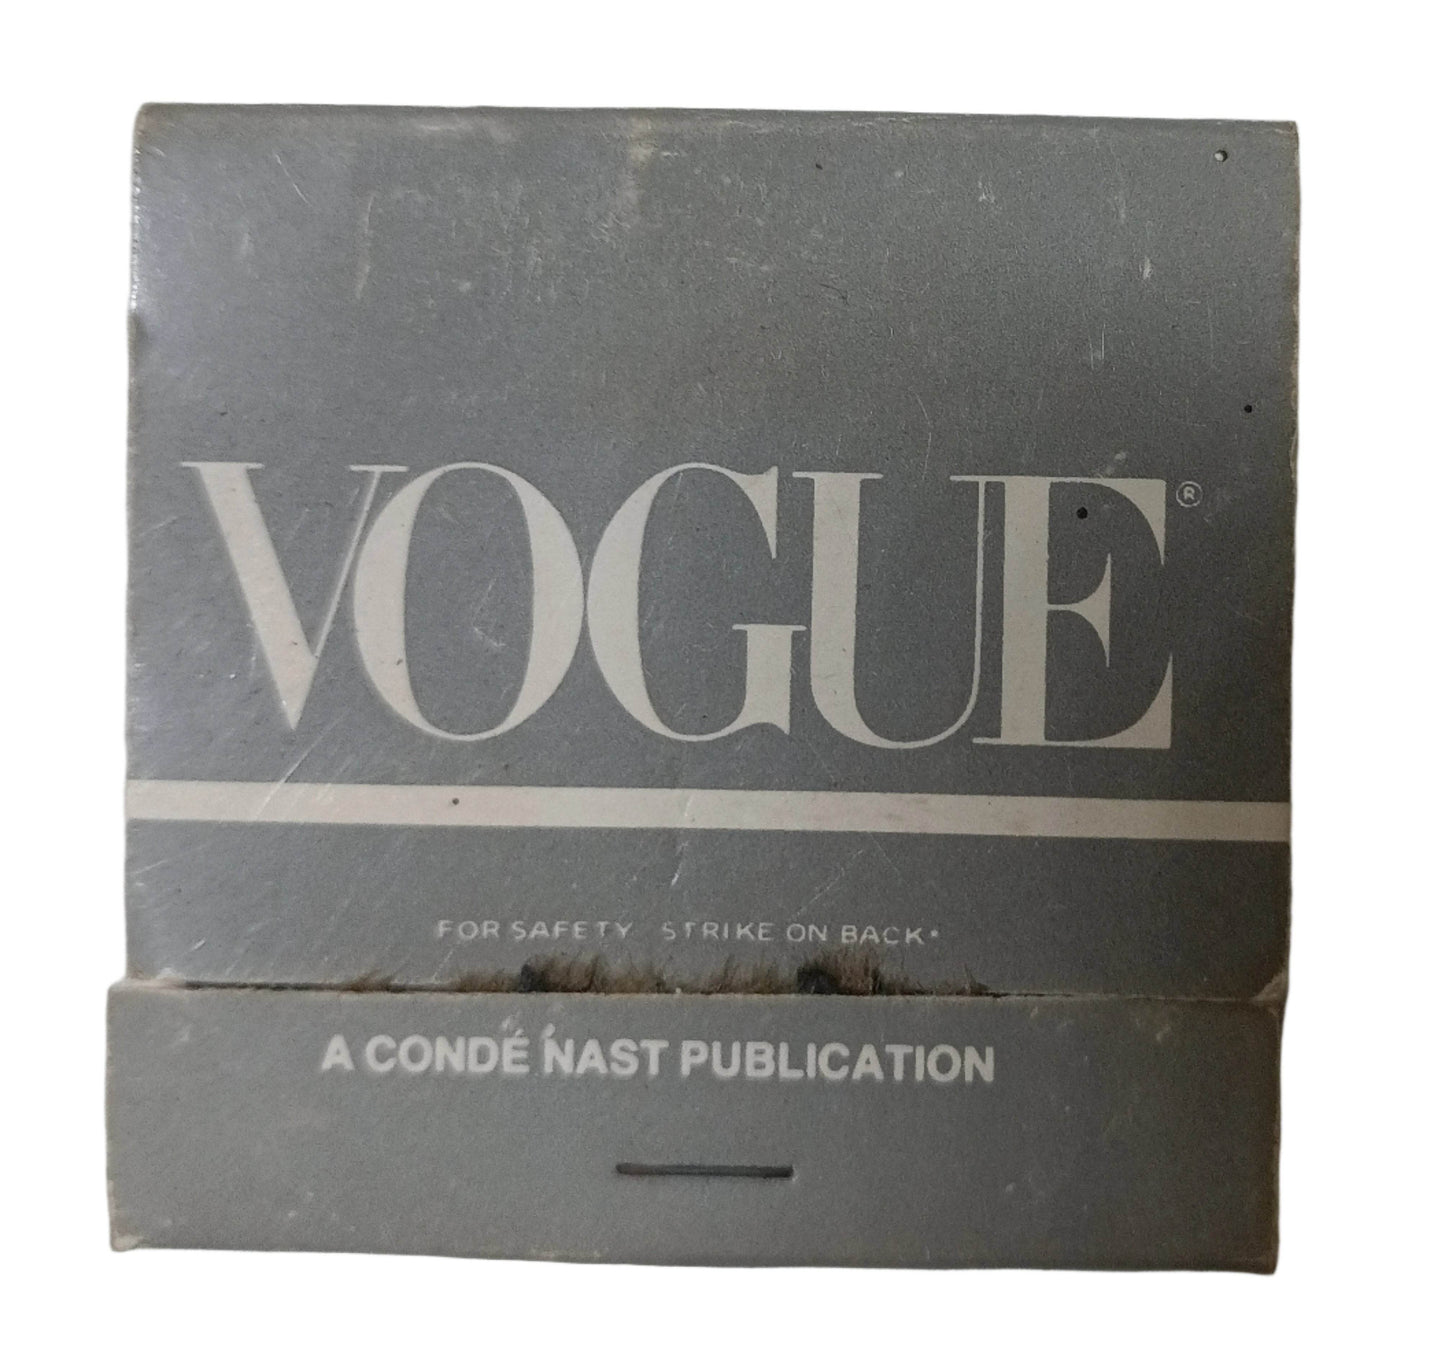 VOGUE®
FOR SAFETY STRIKE ON BACK•
A CONDÉ NAST PUBLICATION